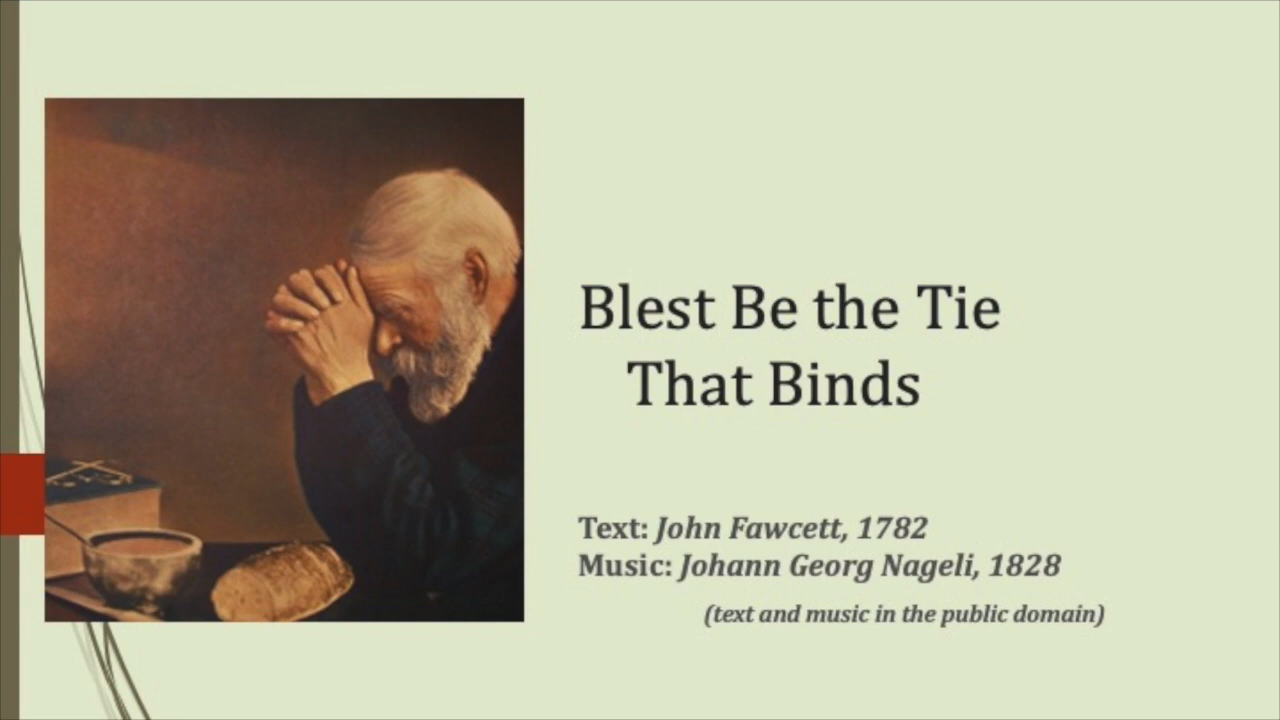 Blest Be the Tie
That Binds
Text: John Fawcett, 1782
Music: Johann Georg Nageli, 1828
(text and music in the public domain)